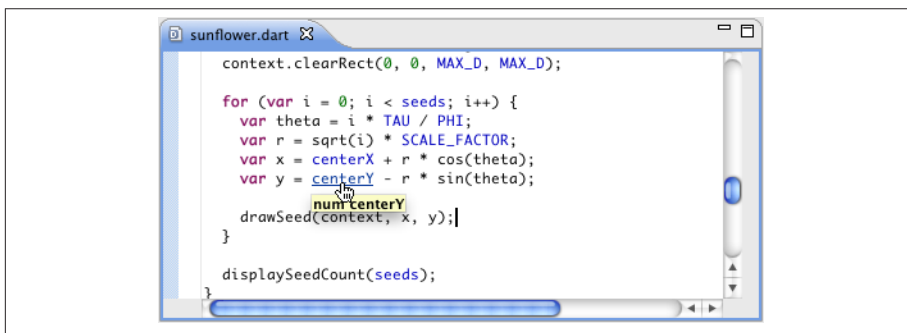 sunflower.dart
context.clearRect(0, 0, MAX_D, MAX_D);
for (var i = 0; i < seeds; i++) {
var theta = i * TAU / PHI;
var r = sqrt(i) * SCALE_FACTOR;
var x = centerX + r * cos(theta);
var y = centerY - r * sin(theta);
num centerY
drawSeed(context, x, y);
}
displaySeedCount(seeds);
}